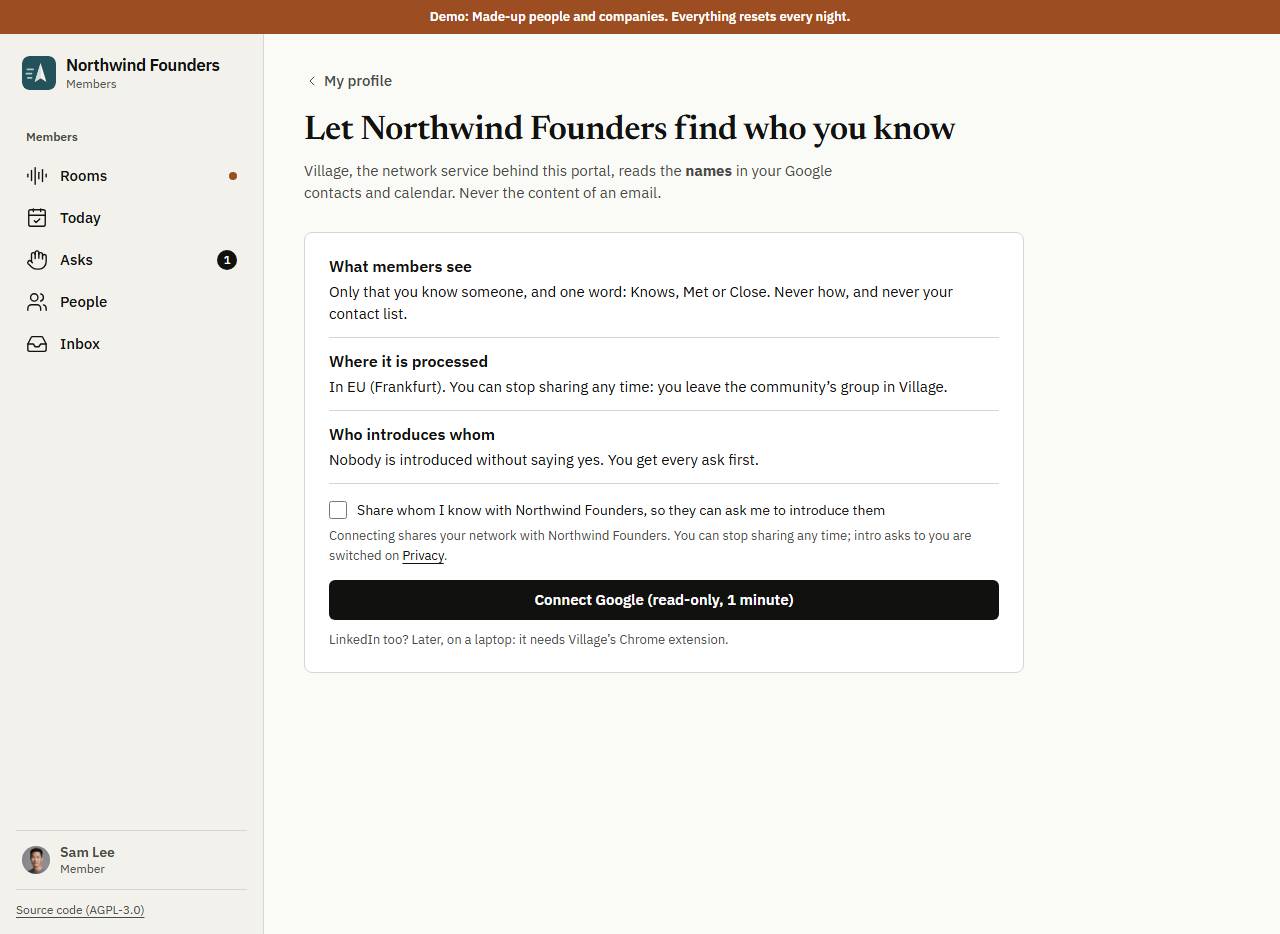 Demo: Made-up people and companies. Everything resets every night.
Northwind Founders
Members
Members
Rooms
Today
Asks
1
People
Inbox
Sam Lee
Member
Source code (AGPL-3.0)
My profile
Let Northwind Founders find who you know
Village, the network service behind this portal, reads the names in your Google
contacts and calendar. Never the content of an email.
What members see
Only that you know someone, and one word: Knows, Met or Close. Never how, and never your
contact list.
Where it is processed
In EU (Frankfurt). You can stop sharing any time: you leave the community’s group in Village.
Who introduces whom
Nobody is introduced without saying yes. You get every ask first.
Share whom I know with Northwind Founders, so they can ask me to introduce them
Connecting shares your network with Northwind Founders. You can stop sharing any time; intro asks to you are
switched on Privacy.
Connect Google (read-only, 1 minute)
LinkedIn too? Later, on a laptop: it needs Village’s Chrome extension.